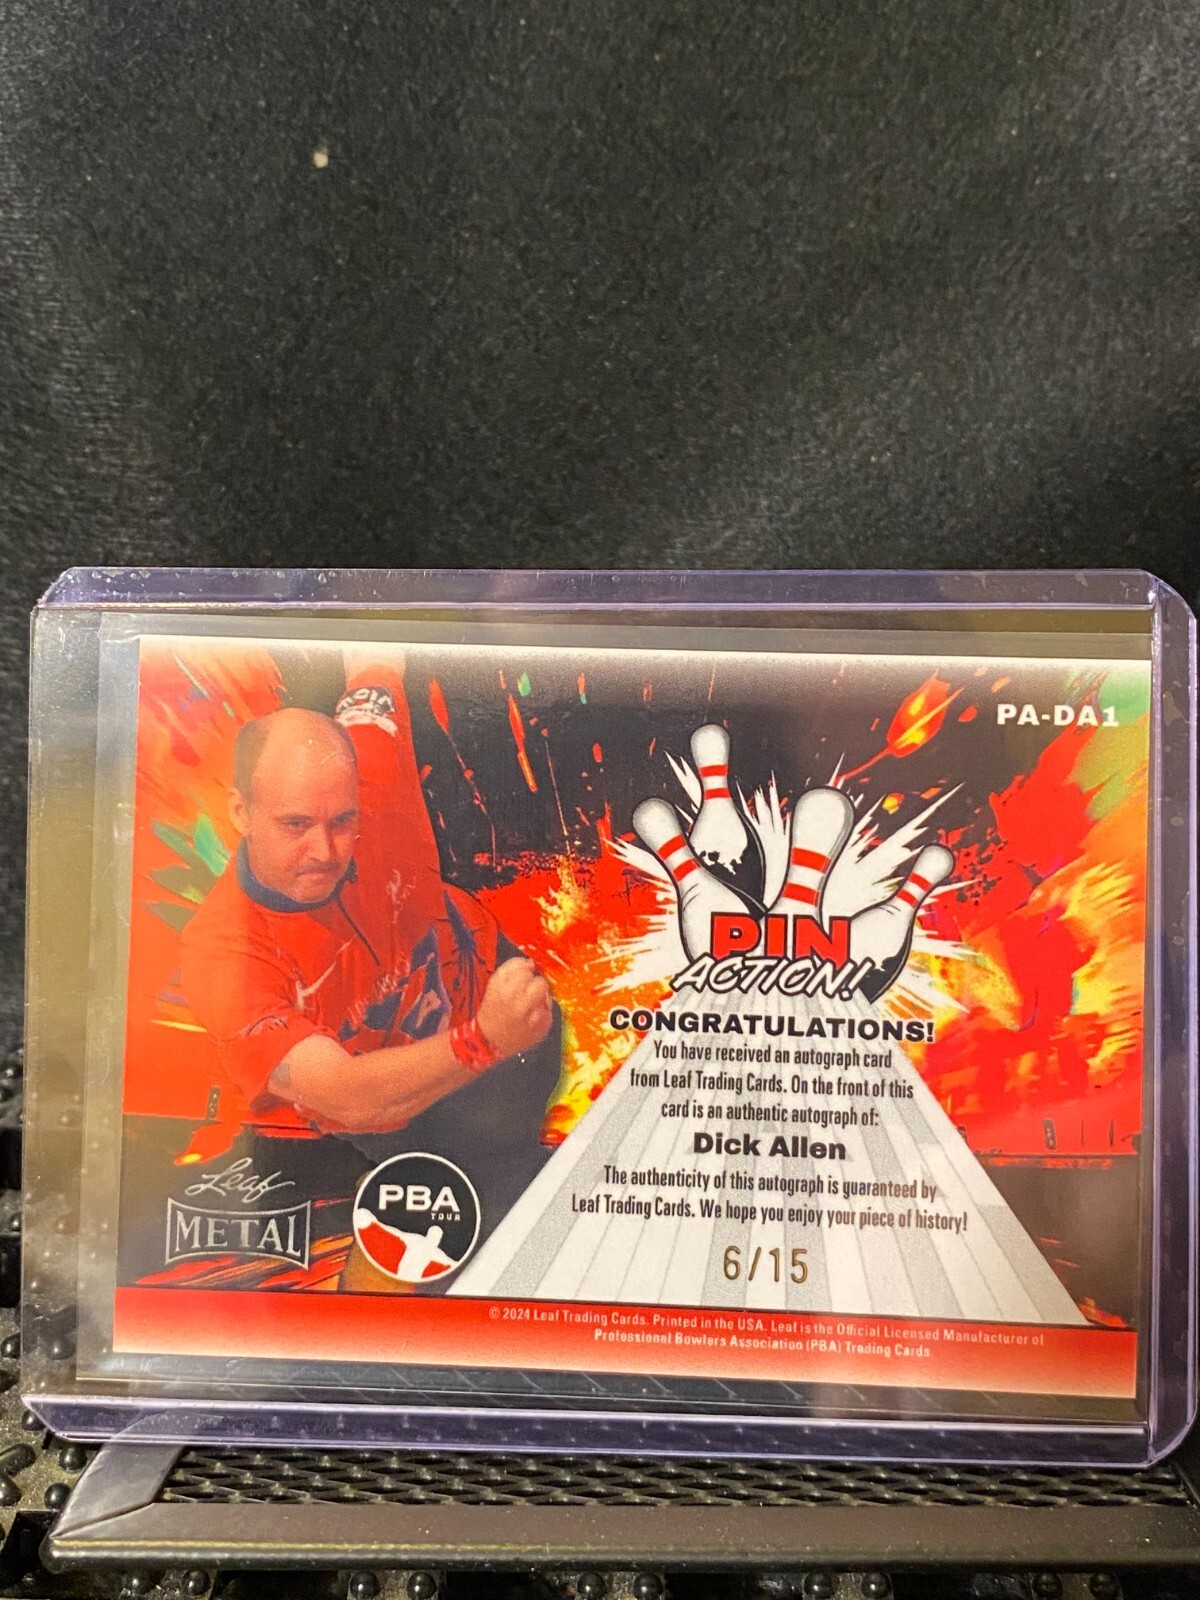 PA-DA1
PIN
ACTION!
CONGRATULATIONS!
You have received an autograph card
from Leaf Trading Cards. On the front of this
card is an authentic autograph of:
Dick Allen
The authenticity of this autograph is guaranteed by
Leaf Trading Cards. We hope you enjoy your piece of history!
6/15
Leaf
METAL
PBA
TOUR
© 2024 Leaf Trading Cards. Printed in the USA. Leaf is the Official Licensed Manufacturer of
Professional Bowlers Association (PBA) Trading Cards.